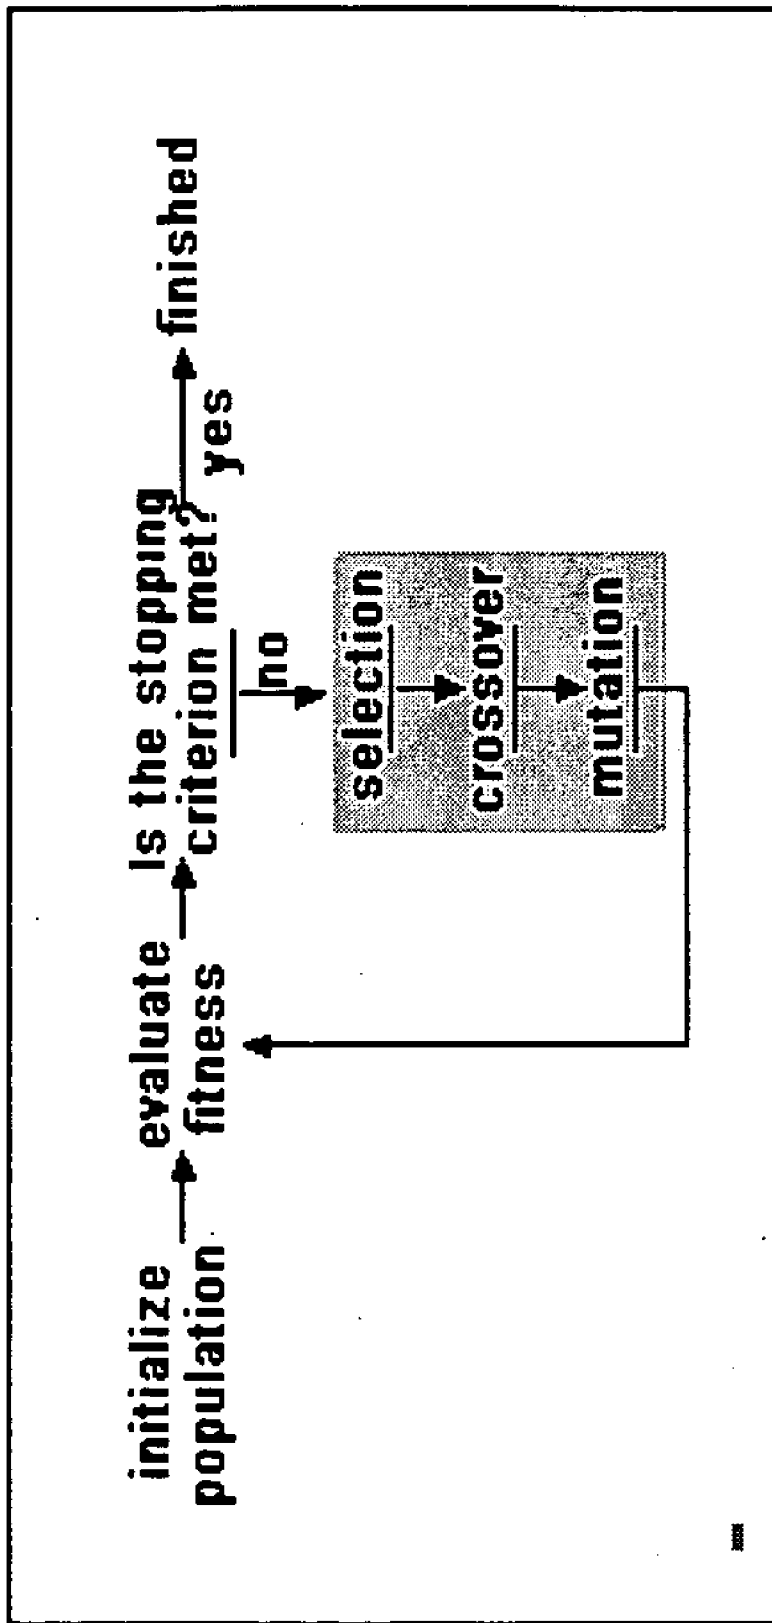 initialize
population
evaluate
fitness
Is the stopping
criterion met?
yes
finished
no
selection
crossover
mutation